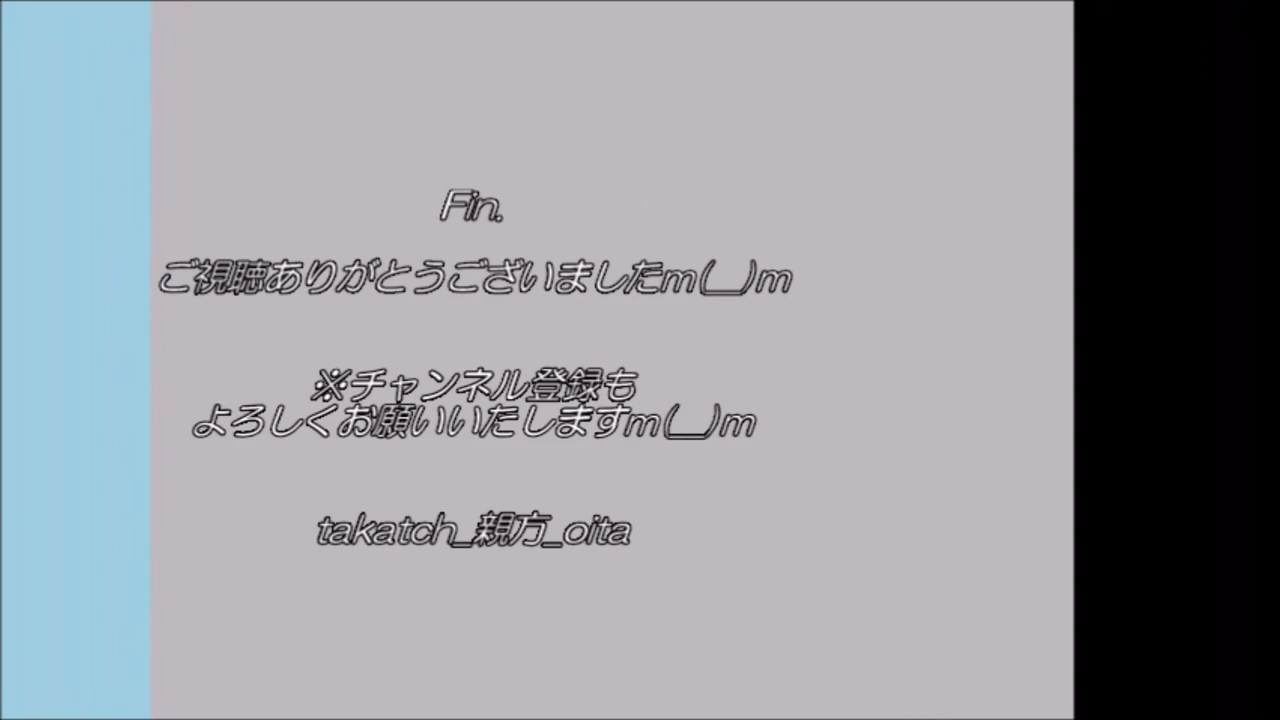 Fin.
ご視聴ありがとうございましたm(__)m
※チャンネル登録も
よろしくお願いいたしますm(__)m
takatch_親方_oita